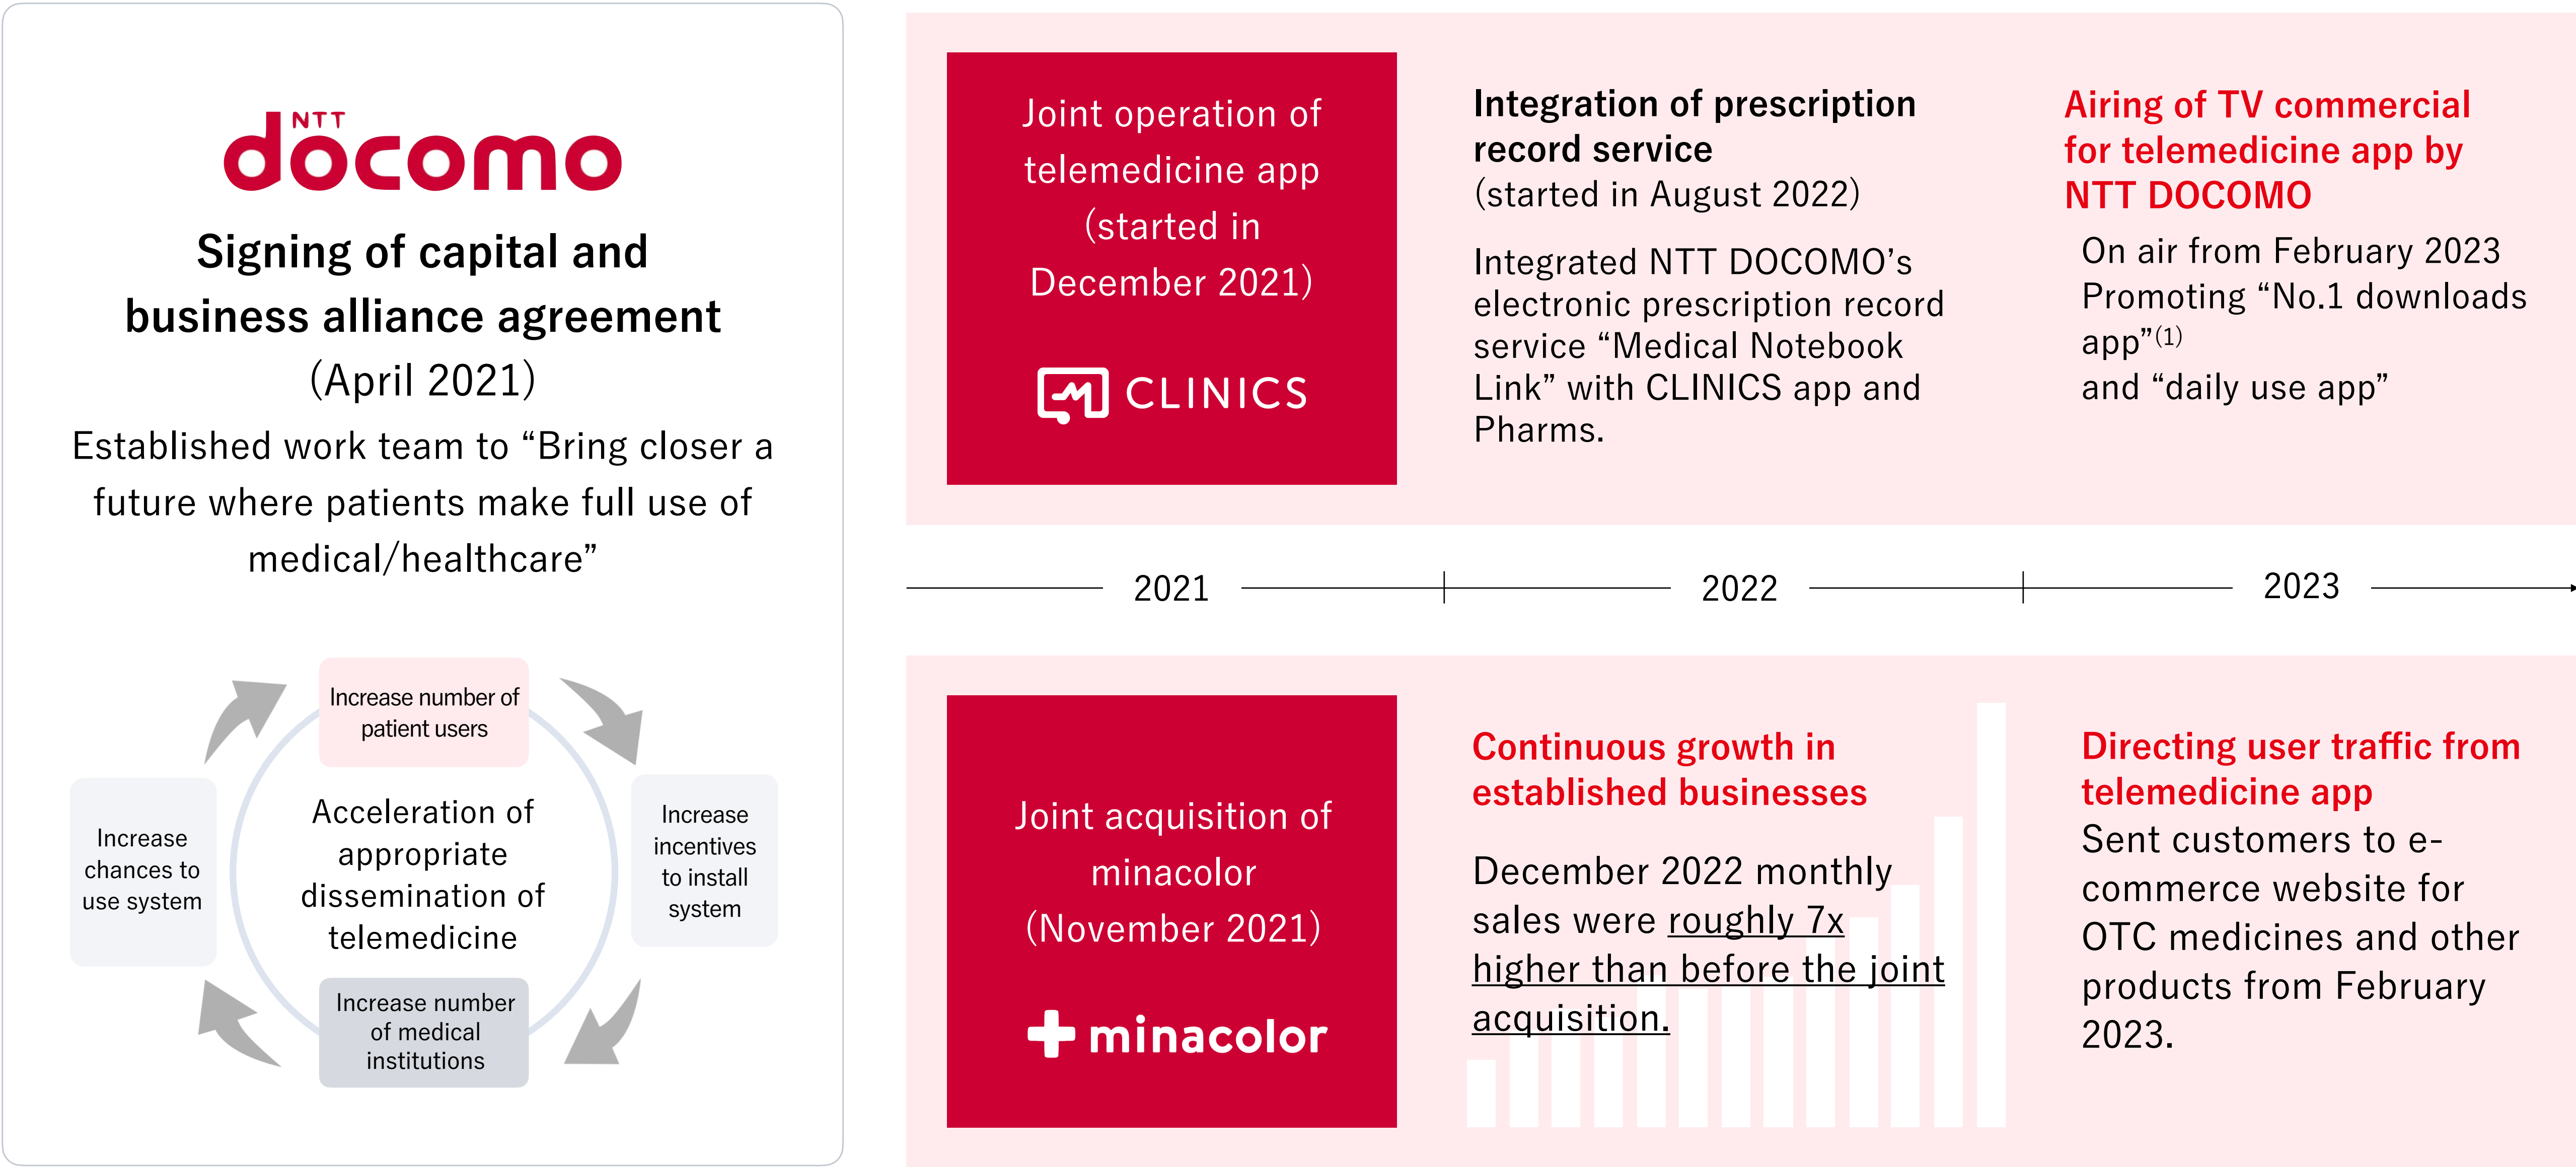 NTT
docomo
Signing of capital and
business alliance agreement
(April 2021)
Established work team to “Bring closer a
future where patients make full use of
medical/healthcare”
Increase number of
patient users
Increase
incentives
to install
system
Increase number
of medical
institutions
Increase
chances to
use system
Acceleration of
appropriate
dissemination of
telemedicine
Joint operation of
telemedicine app
(started in
December 2021)
CLINICS
Integration of prescription
record service
(started in August 2022)
Integrated NTT DOCOMO’s
electronic prescription record
service “Medical Notebook
Link” with CLINICS app and
Pharms.
Airing of TV commercial
for telemedicine app by
NTT DOCOMO
On air from February 2023
Promoting “No.1 downloads
app”(1)
and “daily use app”
2021
2022
2023
Joint acquisition of
minacolor
(November 2021)
minacolor
Continuous growth in
established businesses
December 2022 monthly
sales were roughly 7x
higher than before the joint
acquisition.
Directing user traffic from
telemedicine app
Sent customers to e-
commerce website for
OTC medicines and other
products from February
2023.